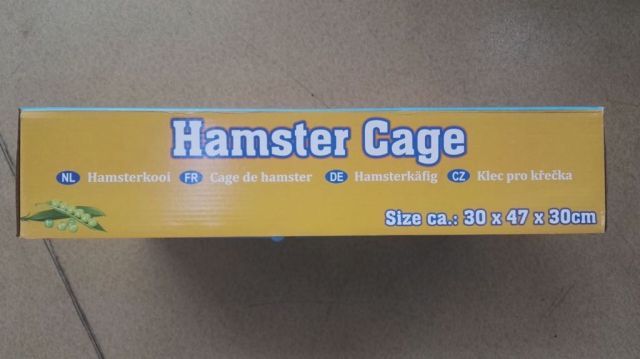 Hamster Cage
NL Hamsterkooi FR Cage de hamster DE Hamsterkäfig CZ Klec pro křečka
Size ca.: 30 x 47 x 30cm